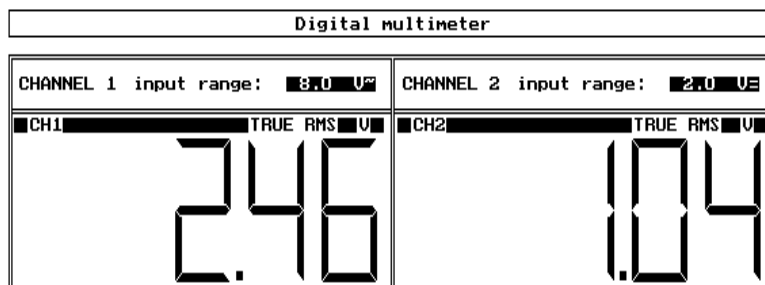 Digital multimeter
CHANNEL 1 input range: 8.0 V~
CHANNEL 2 input range: 2.0 V=
CH1 TRUE RMS V
CH2 TRUE RMS V
2.46
1.04